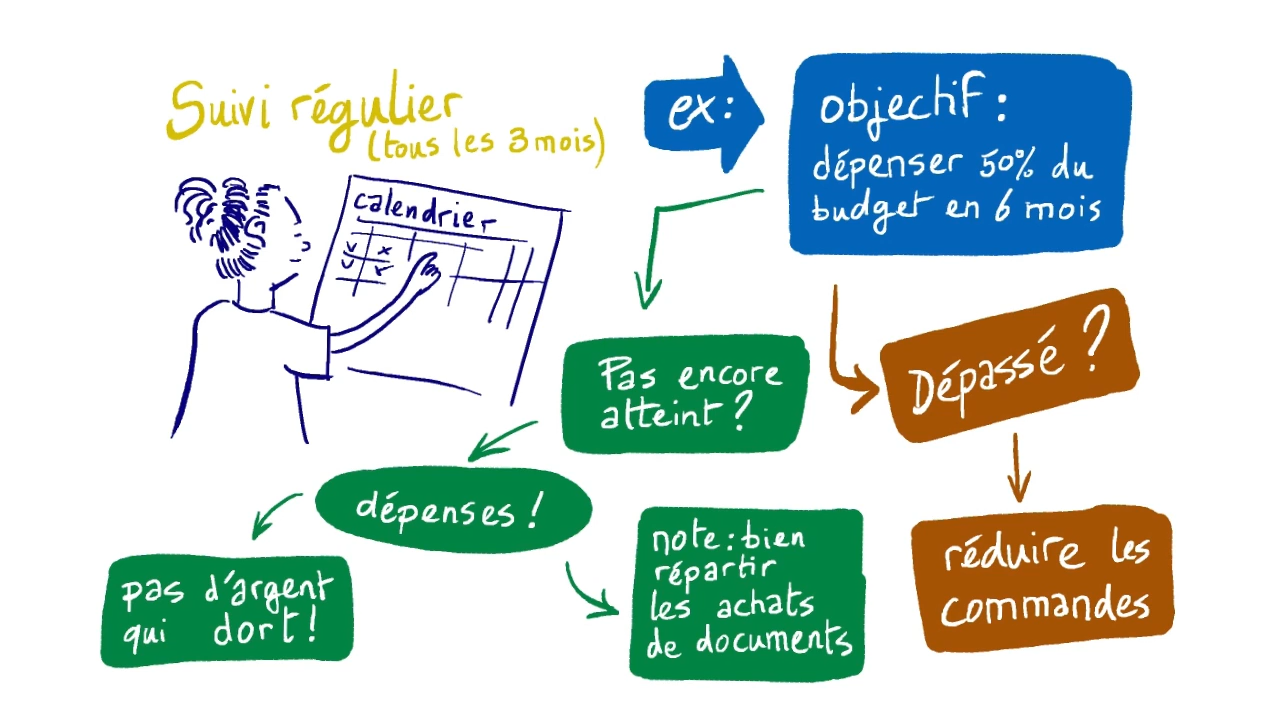 Suivi régulier
(tous les 3 mois)
calendrier
v x
v v
ex:
objectif :
dépenser 50% du
budget en 6 mois
Pas encore
atteint ?
Dépassé ?
dépenses !
pas d'argent
qui dort !
note : bien
répartir
les achats
de documents
réduire les
commandes